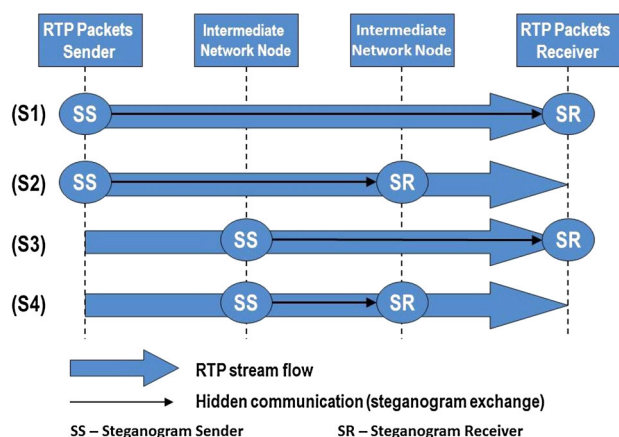 RTP Packets
Sender
Intermediate
Network Node
Intermediate
Network Node
RTP Packets
Receiver
(S1)
SS
SR
(S2)
SS
SR
(S3)
SS
SR
(S4)
SS
SR
RTP stream flow
Hidden communication (steganogram exchange)
SS – Steganogram Sender
SR – Steganogram Receiver